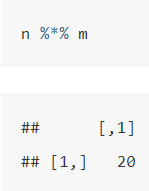 n %*% m
##      [,1]
## [1,]   20